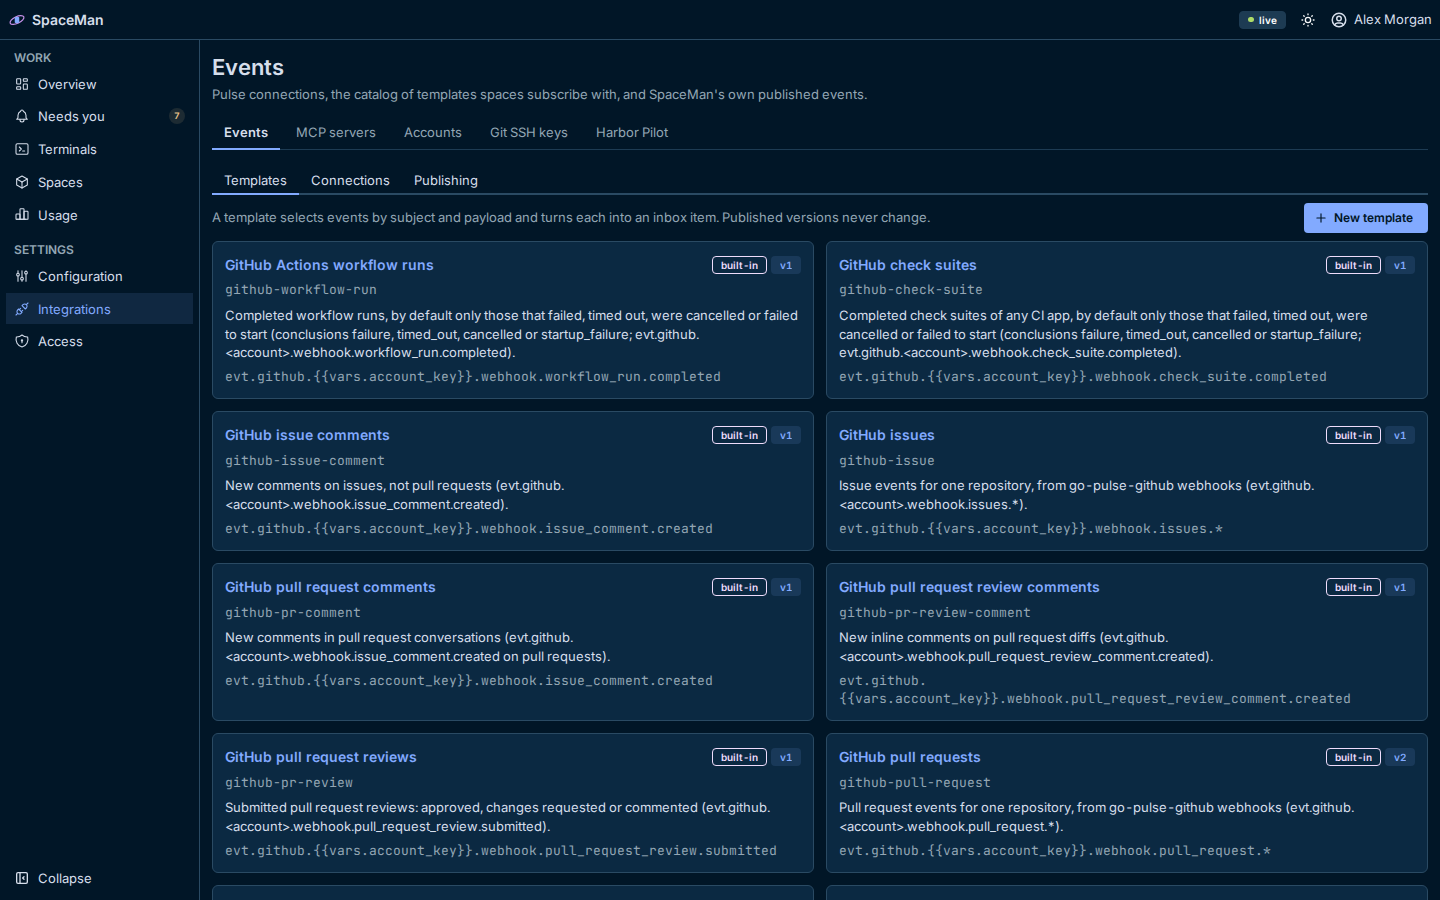 SpaceMan
live
Alex Morgan
WORK
Overview
Needs you
7
Terminals
Spaces
Usage
SETTINGS
Configuration
Integrations
Access
Collapse
Events
Pulse connections, the catalog of templates spaces subscribe with, and SpaceMan's own published events.
Events
MCP servers
Accounts
Git SSH keys
Harbor Pilot
Templates
Connections
Publishing
A template selects events by subject and payload and turns each into an inbox item. Published versions never change.
New template
GitHub Actions workflow runs
built-in
v1
github-workflow-run
Completed workflow runs, by default only those that failed, timed out, were cancelled or failed
to start (conclusions failure, timed_out, cancelled or startup_failure; evt.github.
<account>.webhook.workflow_run.completed).
evt.github.{{vars.account_key}}.webhook.workflow_run.completed
GitHub check suites
built-in
v1
github-check-suite
Completed check suites of any CI app, by default only those that failed, timed out, were
cancelled or failed to start (conclusions failure, timed_out, cancelled or startup_failure;
evt.github.<account>.webhook.check_suite.completed).
evt.github.{{vars.account_key}}.webhook.check_suite.completed
GitHub issue comments
built-in
v1
github-issue-comment
New comments on issues, not pull requests (evt.github.
<account>.webhook.issue_comment.created).
evt.github.{{vars.account_key}}.webhook.issue_comment.created
GitHub issues
built-in
v1
github-issue
Issue events for one repository, from go-pulse-github webhooks (evt.github.
<account>.webhook.issues.*).
evt.github.{{vars.account_key}}.webhook.issues.*
GitHub pull request comments
built-in
v1
github-pr-comment
New comments in pull request conversations (evt.github.
<account>.webhook.issue_comment.created on pull requests).
evt.github.{{vars.account_key}}.webhook.issue_comment.created
GitHub pull request review comments
built-in
v1
github-pr-review-comment
New inline comments on pull request diffs (evt.github.
<account>.webhook.pull_request_review_comment.created).
evt.github.
{{vars.account_key}}.webhook.pull_request_review_comment.created
GitHub pull request reviews
built-in
v1
github-pr-review
Submitted pull request reviews: approved, changes requested or commented (evt.github.
<account>.webhook.pull_request_review.submitted).
evt.github.{{vars.account_key}}.webhook.pull_request_review.submitted
GitHub pull requests
built-in
v2
github-pull-request
Pull request events for one repository, from go-pulse-github webhooks (evt.github.
<account>.webhook.pull_request.*).
evt.github.{{vars.account_key}}.webhook.pull_request.*